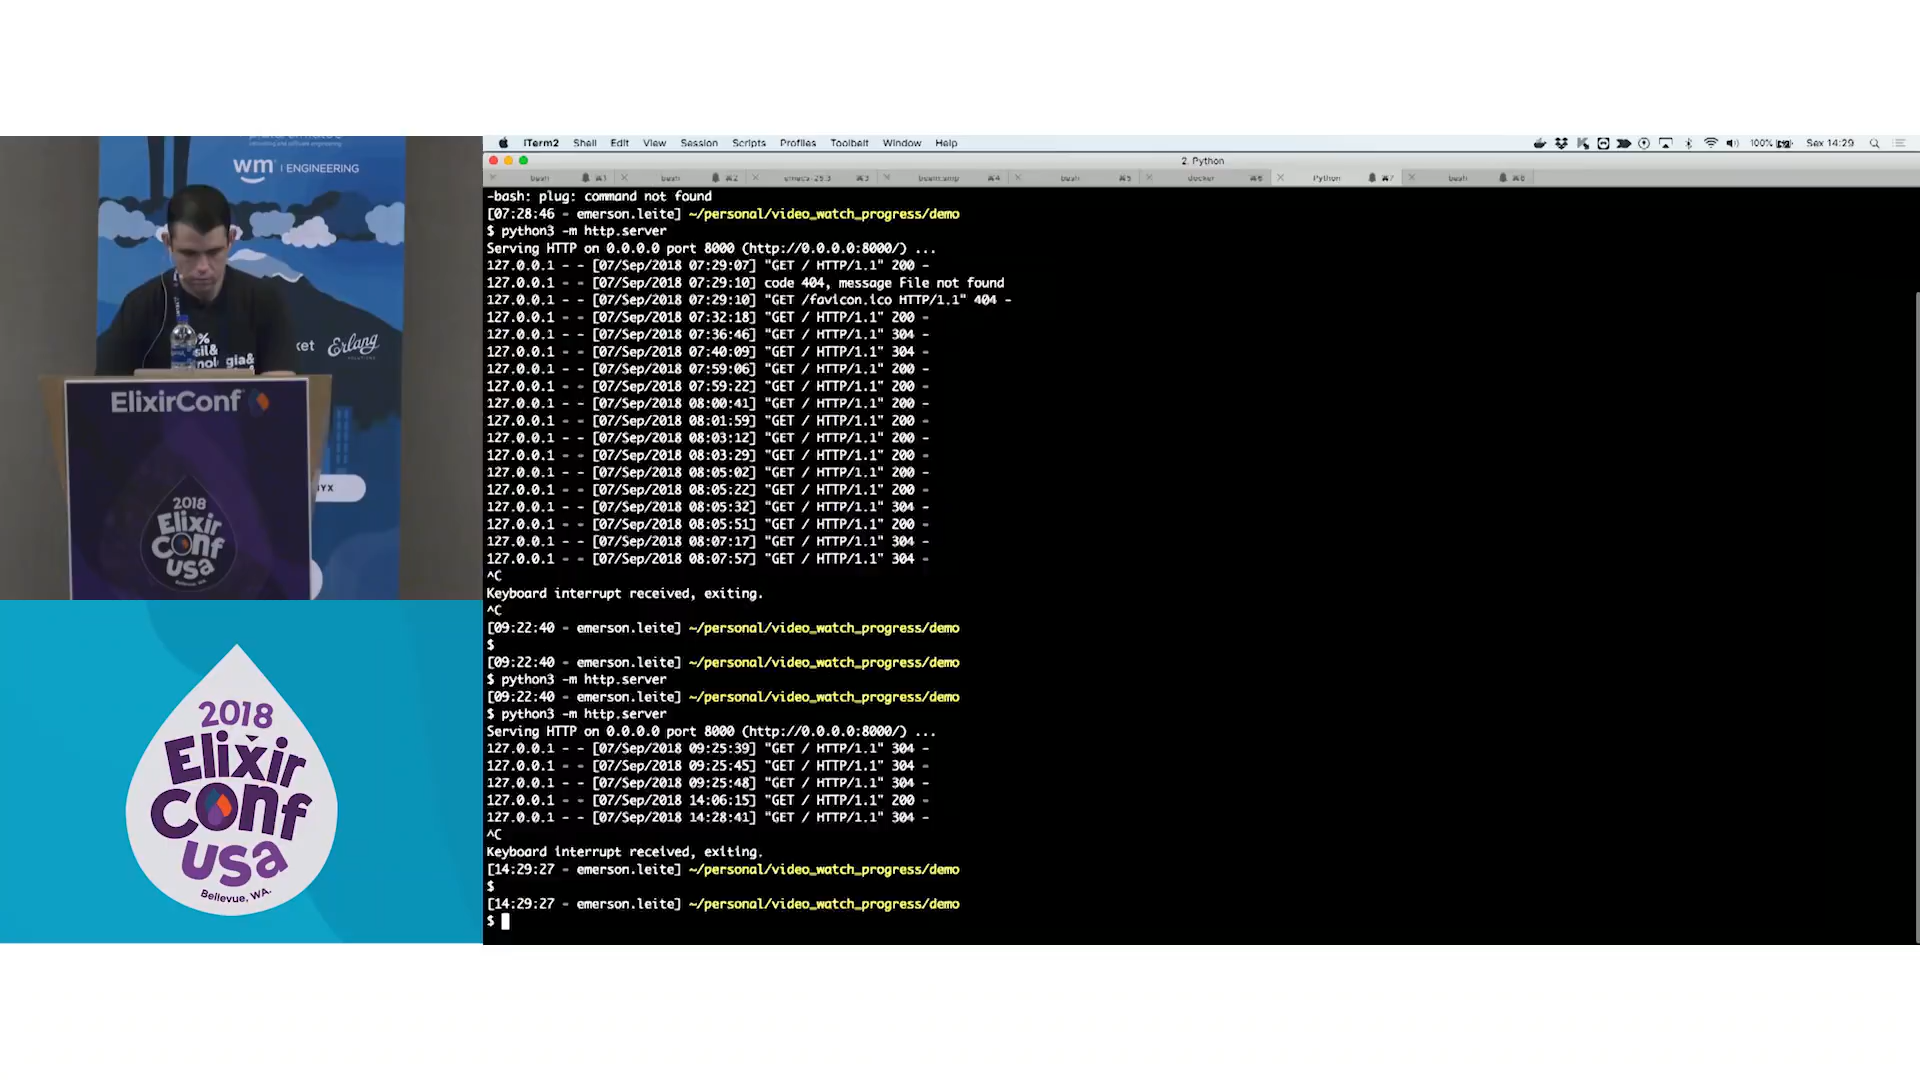 wm | ENGINEERING
Erlang
SOLUTIONS
ElixirConf
2018
Elixir
Conf
USA
Bellevue, WA.
2018
Elixir
Conf
USA
Bellevue, WA.
iTerm2 Shell Edit View Session Scripts Profiles Toolbelt Window Help 100% Sex 14:29
2. Python
bash ⌘1 bash ⌘2 emacs-25.3 ⌘3 beam.smp ⌘4 bash ⌘5 docker ⌘6 Python ⌘7 bash ⌘8
-bash: plug: command not found
[07:28:46 - emerson.leite] ~/personal/video_watch_progress/demo
$ python3 -m http.server
Serving HTTP on 0.0.0.0 port 8000 (http://0.0.0.0:8000/) ...
127.0.0.1 - - [07/Sep/2018 07:29:07] "GET / HTTP/1.1" 200 -
127.0.0.1 - - [07/Sep/2018 07:29:10] code 404, message File not found
127.0.0.1 - - [07/Sep/2018 07:29:10] "GET /favicon.ico HTTP/1.1" 404 -
127.0.0.1 - - [07/Sep/2018 07:32:18] "GET / HTTP/1.1" 200 -
127.0.0.1 - - [07/Sep/2018 07:36:46] "GET / HTTP/1.1" 304 -
127.0.0.1 - - [07/Sep/2018 07:40:09] "GET / HTTP/1.1" 304 -
127.0.0.1 - - [07/Sep/2018 07:59:06] "GET / HTTP/1.1" 200 -
127.0.0.1 - - [07/Sep/2018 07:59:22] "GET / HTTP/1.1" 200 -
127.0.0.1 - - [07/Sep/2018 08:00:41] "GET / HTTP/1.1" 200 -
127.0.0.1 - - [07/Sep/2018 08:01:59] "GET / HTTP/1.1" 200 -
127.0.0.1 - - [07/Sep/2018 08:03:12] "GET / HTTP/1.1" 200 -
127.0.0.1 - - [07/Sep/2018 08:03:29] "GET / HTTP/1.1" 200 -
127.0.0.1 - - [07/Sep/2018 08:05:02] "GET / HTTP/1.1" 200 -
127.0.0.1 - - [07/Sep/2018 08:05:22] "GET / HTTP/1.1" 200 -
127.0.0.1 - - [07/Sep/2018 08:05:32] "GET / HTTP/1.1" 304 -
127.0.0.1 - - [07/Sep/2018 08:05:51] "GET / HTTP/1.1" 200 -
127.0.0.1 - - [07/Sep/2018 08:07:17] "GET / HTTP/1.1" 304 -
127.0.0.1 - - [07/Sep/2018 08:07:57] "GET / HTTP/1.1" 304 -
^C
Keyboard interrupt received, exiting.
^C
[09:22:40 - emerson.leite] ~/personal/video_watch_progress/demo
$
[09:22:40 - emerson.leite] ~/personal/video_watch_progress/demo
$ python3 -m http.server
[09:22:40 - emerson.leite] ~/personal/video_watch_progress/demo
$ python3 -m http.server
Serving HTTP on 0.0.0.0 port 8000 (http://0.0.0.0:8000/) ...
127.0.0.1 - - [07/Sep/2018 09:25:39] "GET / HTTP/1.1" 304 -
127.0.0.1 - - [07/Sep/2018 09:25:45] "GET / HTTP/1.1" 304 -
127.0.0.1 - - [07/Sep/2018 09:25:48] "GET / HTTP/1.1" 304 -
127.0.0.1 - - [07/Sep/2018 14:06:15] "GET / HTTP/1.1" 200 -
127.0.0.1 - - [07/Sep/2018 14:28:41] "GET / HTTP/1.1" 304 -
^C
Keyboard interrupt received, exiting.
[14:29:27 - emerson.leite] ~/personal/video_watch_progress/demo
$
[14:29:27 - emerson.leite] ~/personal/video_watch_progress/demo
$